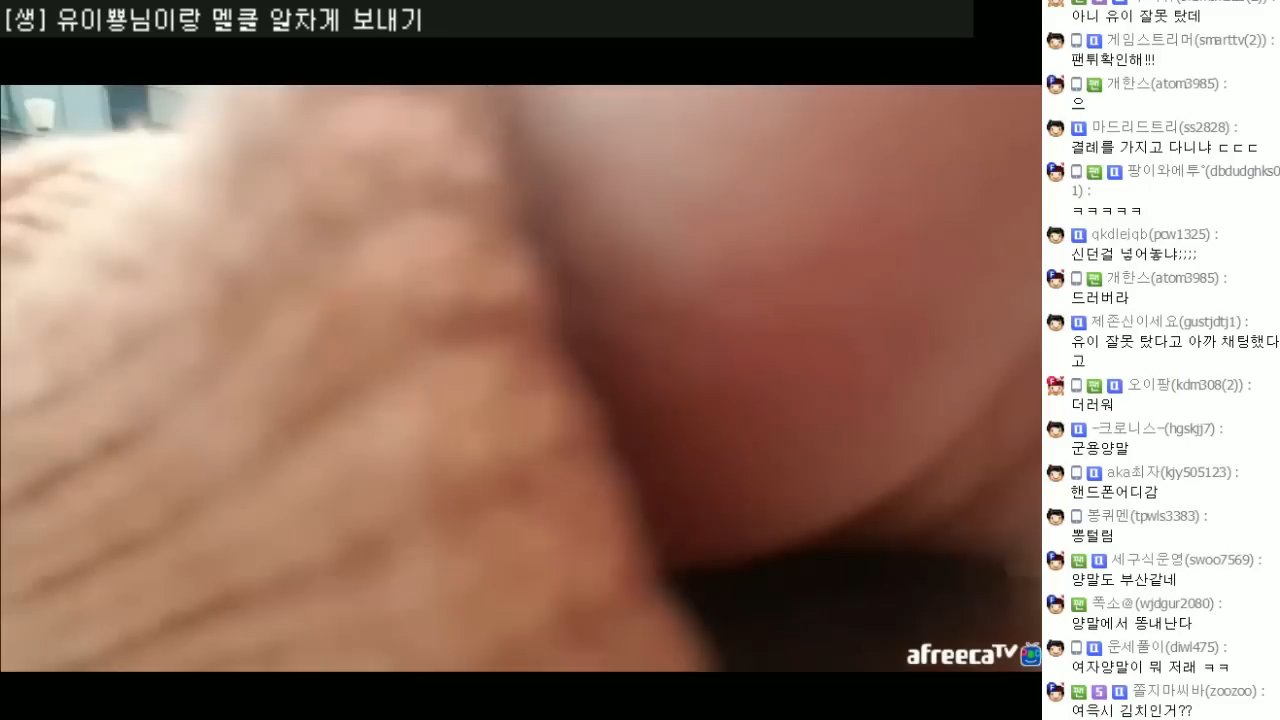 [생] 유이뿅님이랑 멜클 알차게 보내기
아니 유이 잘못 탔데
게임스트리머(smarttv(2)) :
팬튀확인해!!!
개한스(atom3985) :
으
마드리드트리(ss2828) :
결례를 가지고 다니냐 ㄷㄷㄷ
팡이와에투˚(dbdudghks0
1) :
ㅋㅋㅋㅋㅋ
qkdlejqb(pcw1325) :
신던걸 넣어놓냐;;;;
개한스(atom3985) :
드러버라
제존신이세요(gustjdtj1) :
유이 잘못 탔다고 아까 채팅했다
고
오이팡(kdm308(2)) :
더러워
-크로니스-(hgskjj7) :
군용양말
aka최자(kjy505123) :
핸드폰어디감
봉퀴멘(tpwls3383) :
뽕털림
세구식운영(swoo7569) :
양말도 부산같네
폭소@(wjdgur2080) :
양말에서 똥내난다
운세풀이(diwl475) :
여자양말이 뭐 저래 ㅋㅋ
afreecaTV
쫄지마씨바(zoozoo) :
여윽시 김치인거??